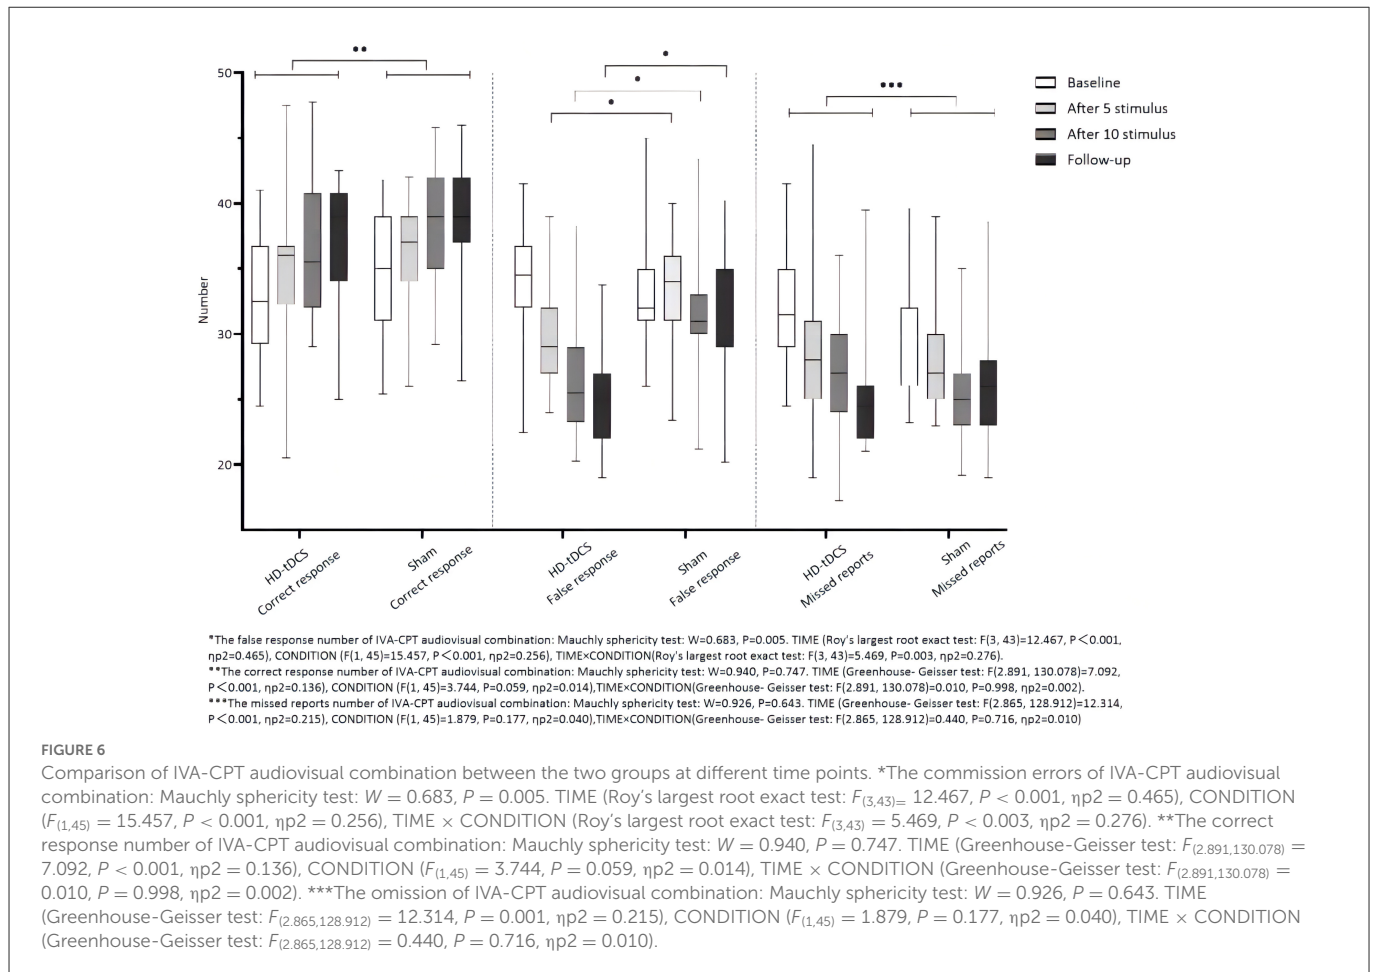 50
40
30
20
Number
••
•
•
•
•••
Baseline
After 5 stimulus
After 10 stimulus
Follow-up
HD-tDCS
Correct response
Sham
Correct response
HD-tDCS
False response
Sham
False response
HD-tDCS
Missed reports
Sham
Missed reports
*The false response number of IVA-CPT audiovisual combination: Mauchly sphericity test: W=0.683, P=0.005. TIME (Roy's largest root exact test: F(3, 43)=12.467, P<0.001,
ηp2=0.465), CONDITION (F(1, 45)=15.457, P<0.001, ηp2=0.256), TIME×CONDITION(Roy's largest root exact test: F(3, 43)=5.469, P=0.003, ηp2=0.276).
**The correct response number of IVA-CPT audiovisual combination: Mauchly sphericity test: W=0.940, P=0.747. TIME (Greenhouse- Geisser test: F(2.891, 130.078)=7.092,
P<0.001, ηp2=0.136), CONDITION (F(1, 45)=3.744, P=0.059, ηp2=0.014),TIME×CONDITION(Greenhouse- Geisser test: F(2.891, 130.078)=0.010, P=0.998, ηp2=0.002).
***The missed reports number of IVA-CPT audiovisual combination: Mauchly sphericity test: W=0.926, P=0.643. TIME (Greenhouse- Geisser test: F(2.865, 128.912)=12.314,
P<0.001, ηp2=0.215), CONDITION (F(1, 45)=1.879, P=0.177, ηp2=0.040),TIME×CONDITION(Greenhouse- Geisser test: F(2.865, 128.912)=0.440, P=0.716, ηp2=0.010)
FIGURE 6
Comparison of IVA-CPT audiovisual combination between the two groups at different time points. *The commission errors of IVA-CPT audiovisual
combination: Mauchly sphericity test: W = 0.683, P = 0.005. TIME (Roy's largest root exact test: F(3,43)= 12.467, P < 0.001, ηp2 = 0.465), CONDITION
(F(1,45) = 15.457, P < 0.001, ηp2 = 0.256), TIME × CONDITION (Roy's largest root exact test: F(3,43) = 5.469, P < 0.003, ηp2 = 0.276). **The correct
response number of IVA-CPT audiovisual combination: Mauchly sphericity test: W = 0.940, P = 0.747. TIME (Greenhouse-Geisser test: F(2.891,130.078) =
7.092, P < 0.001, ηp2 = 0.136), CONDITION (F(1,45) = 3.744, P = 0.059, ηp2 = 0.014), TIME × CONDITION (Greenhouse-Geisser test: F(2.891,130.078) =
0.010, P = 0.998, ηp2 = 0.002). ***The omission of IVA-CPT audiovisual combination: Mauchly sphericity test: W = 0.926, P = 0.643. TIME
(Greenhouse-Geisser test: F(2.865,128.912) = 12.314, P = 0.001, ηp2 = 0.215), CONDITION (F(1,45) = 1.879, P = 0.177, ηp2 = 0.040), TIME × CONDITION
(Greenhouse-Geisser test: F(2.865,128.912) = 0.440, P = 0.716, ηp2 = 0.010).